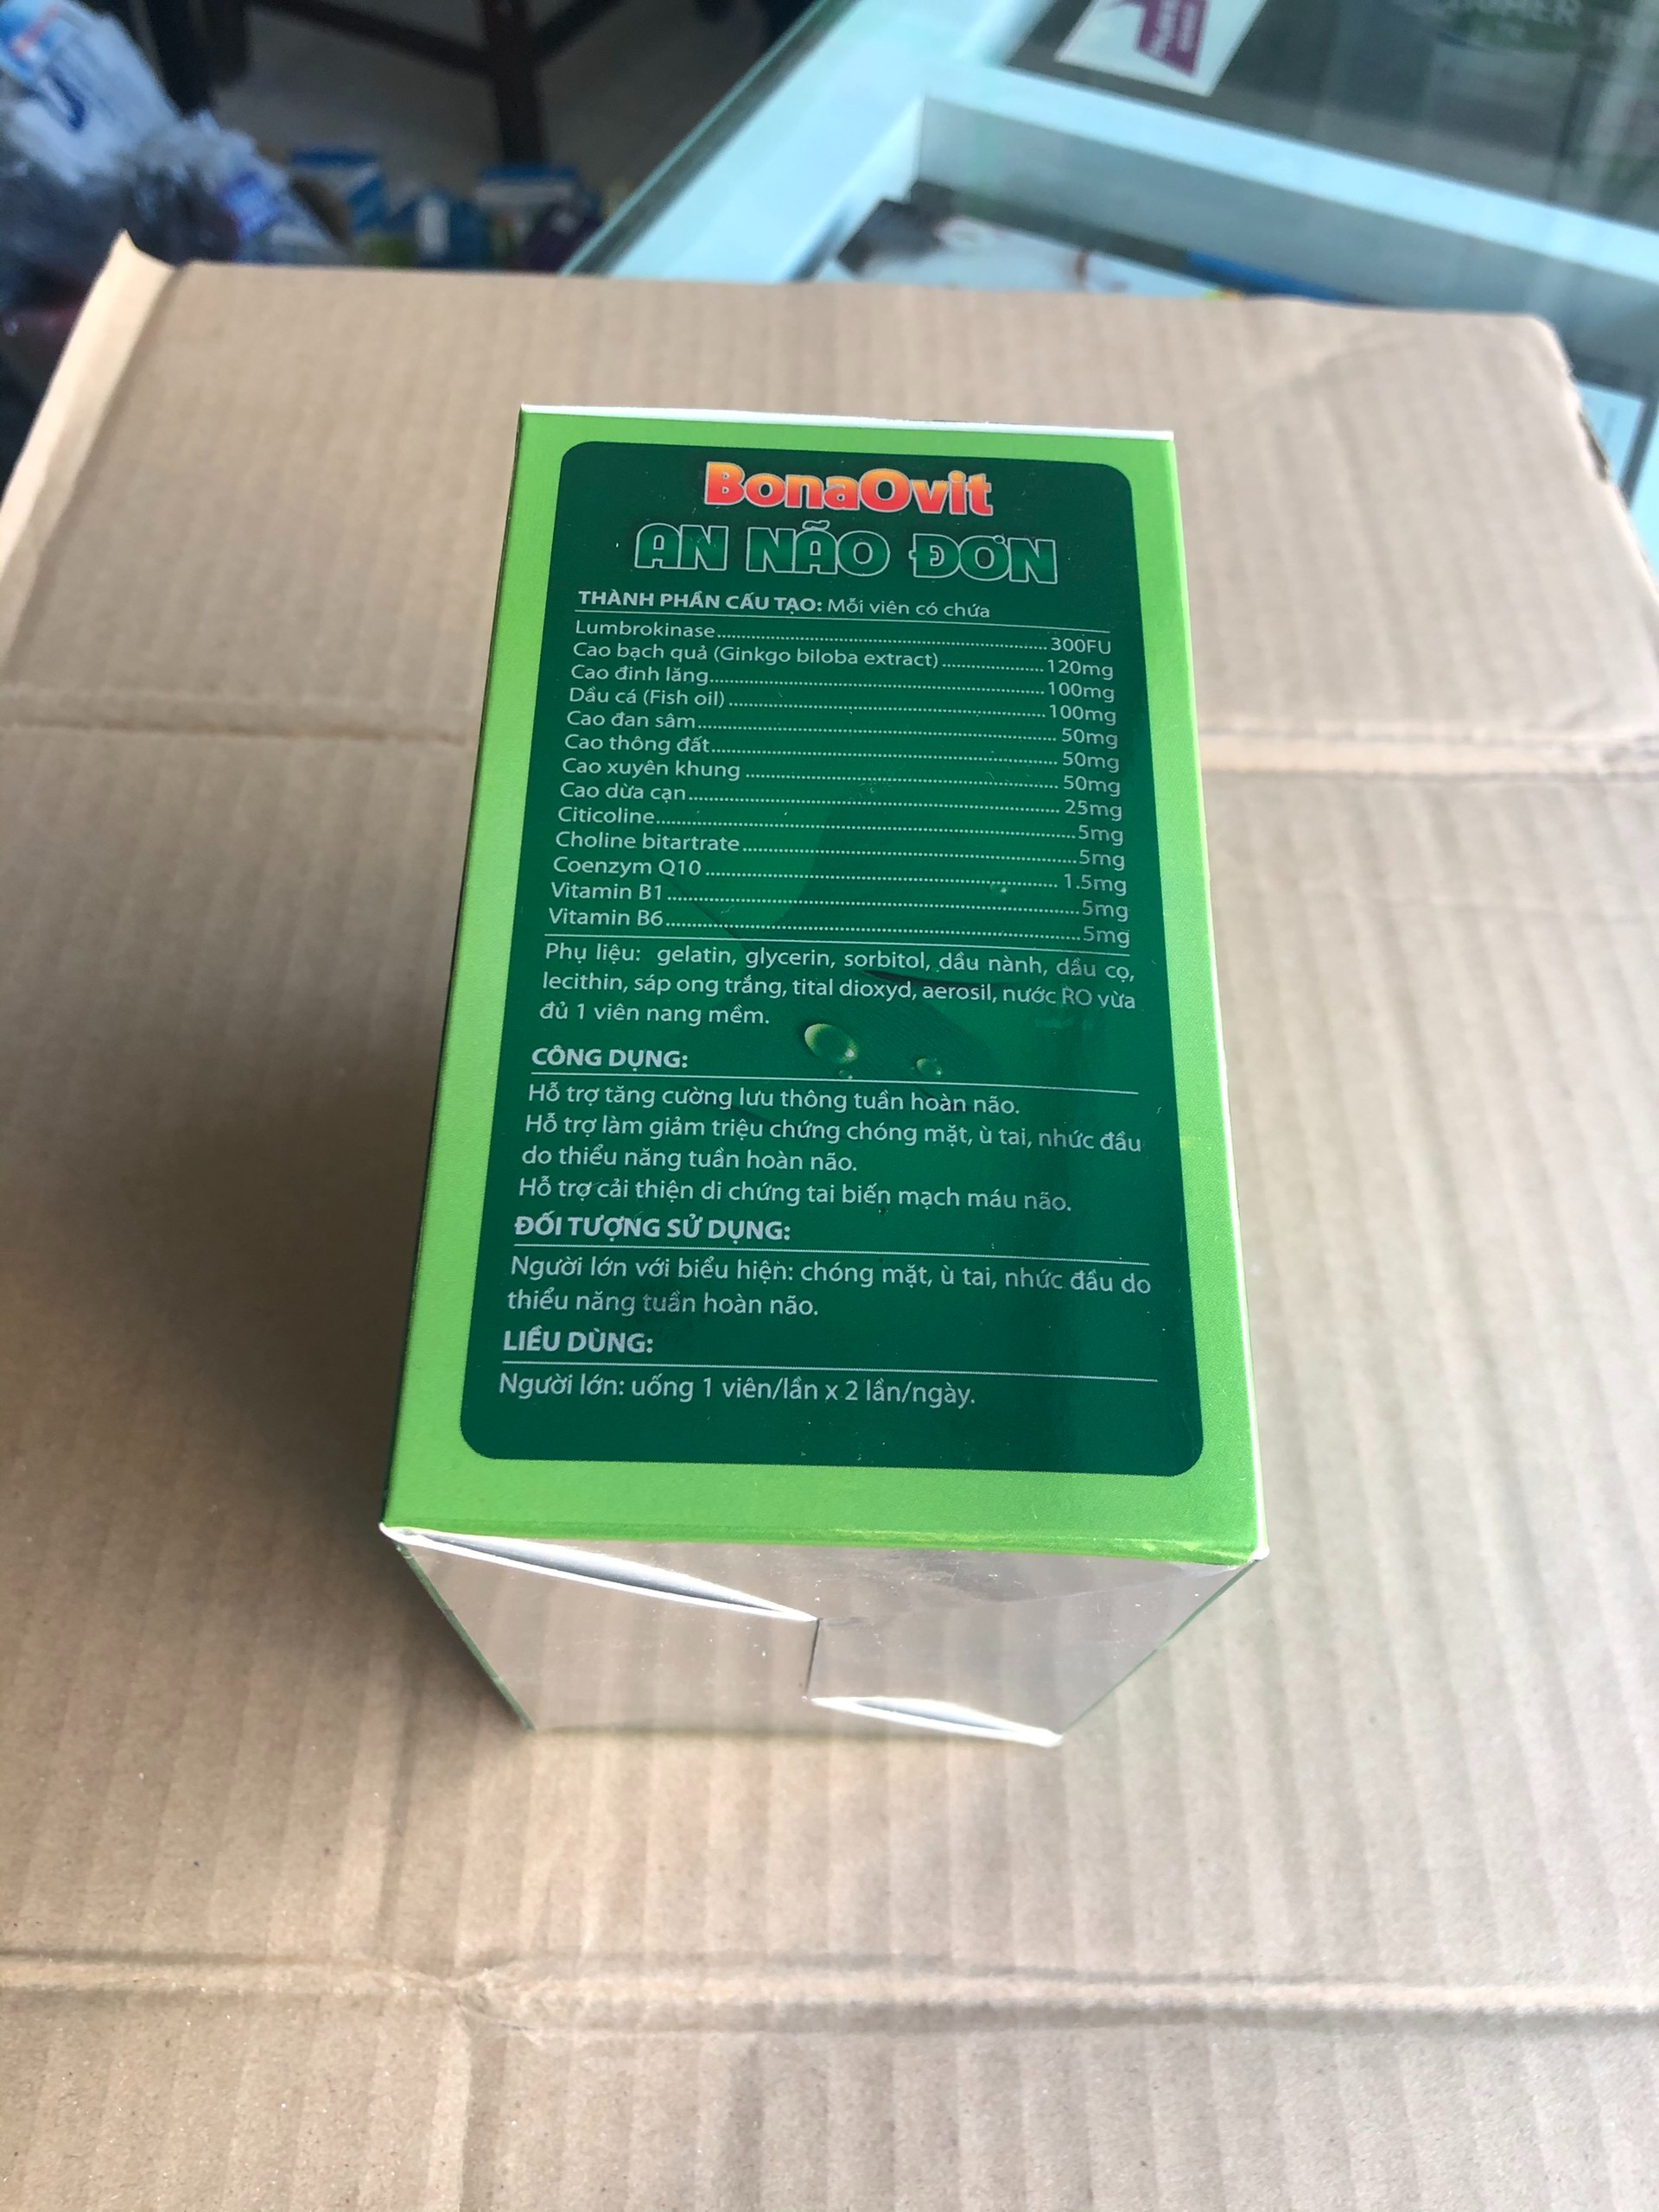 BonaOvit
AN NÃO ĐƠN
THÀNH PHẦN CẤU TẠO: Mỗi viên có chứa
Lumbrokinase.......... 300FU
Cao bạch quả (Ginkgo biloba extract).......... 120mg
Cao đinh lăng.......... 100mg
Dầu cá (Fish oil).......... 100mg
Cao đan sâm.......... 50mg
Cao thông đất.......... 50mg
Cao xuyên khung.......... 50mg
Cao dừa cạn.......... 25mg
Citicoline.......... 5mg
Choline bitartrate.......... 5mg
Coenzym Q10.......... 1.5mg
Vitamin B1.......... 5mg
Vitamin B6.......... 5mg
Phụ liệu: gelatin, glycerin, sorbitol, dầu nành, dầu cọ,
lecithin, sáp ong trắng, tital dioxyd, aerosil, nước RO vừa
đủ 1 viên nang mềm.
CÔNG DỤNG:
Hỗ trợ tăng cường lưu thông tuần hoàn não.
Hỗ trợ làm giảm triệu chứng chóng mặt, ù tai, nhức đầu
do thiểu năng tuần hoàn não.
Hỗ trợ cải thiện di chứng tai biến mạch máu não.
ĐỐI TƯỢNG SỬ DỤNG:
Người lớn với biểu hiện: chóng mặt, ù tai, nhức đầu do
thiểu năng tuần hoàn não.
LIỀU DÙNG:
Người lớn: uống 1 viên/lần x 2 lần/ngày.